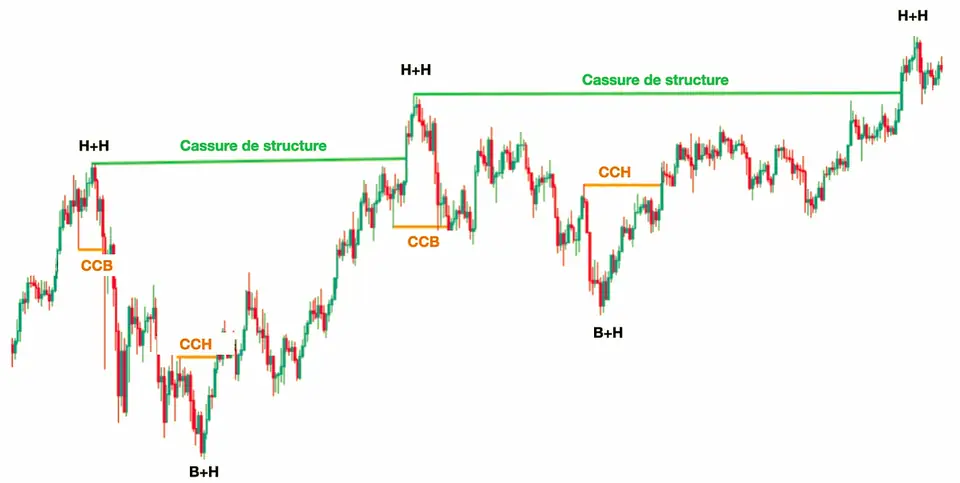 H+H
H+H
Cassure de structure
H+H
Cassure de structure
CCH
CCB
CCB
CCH
B+H
B+H